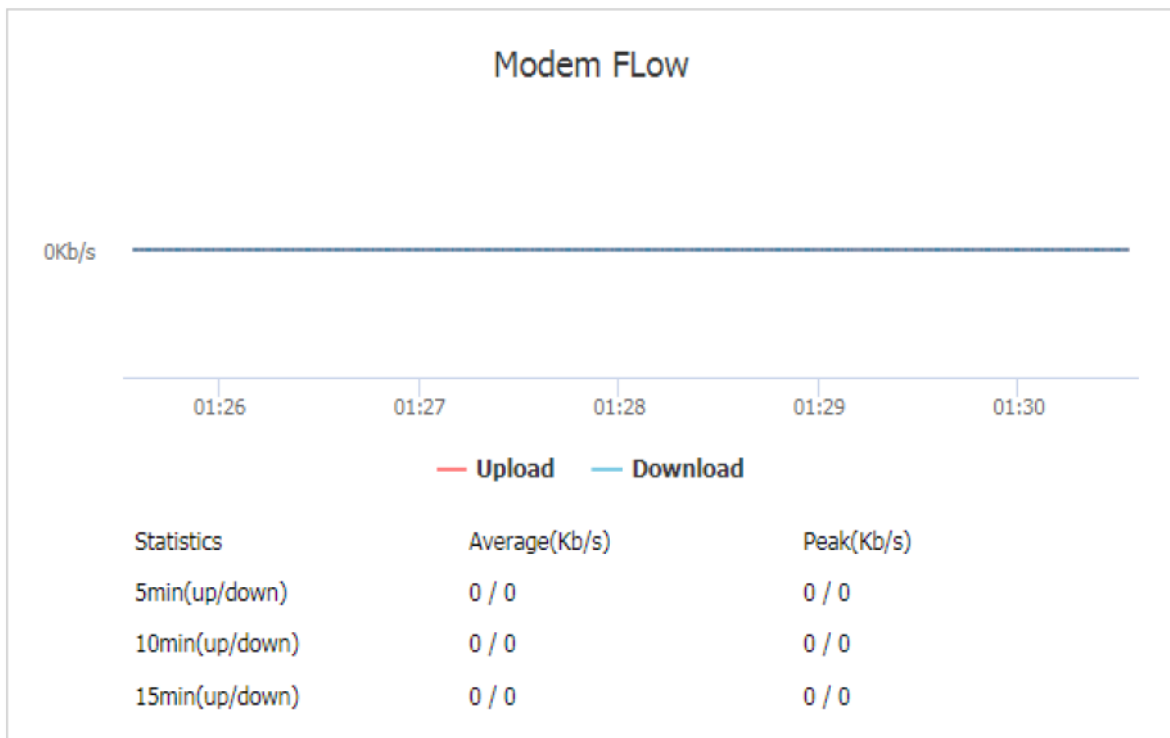 Modem FLow
0Kb/s
01:26 01:27 01:28 01:29 01:30
Upload Download
Statistics Average(Kb/s) Peak(Kb/s)
5min(up/down) 0 / 0 0 / 0
10min(up/down) 0 / 0 0 / 0
15min(up/down) 0 / 0 0 / 0